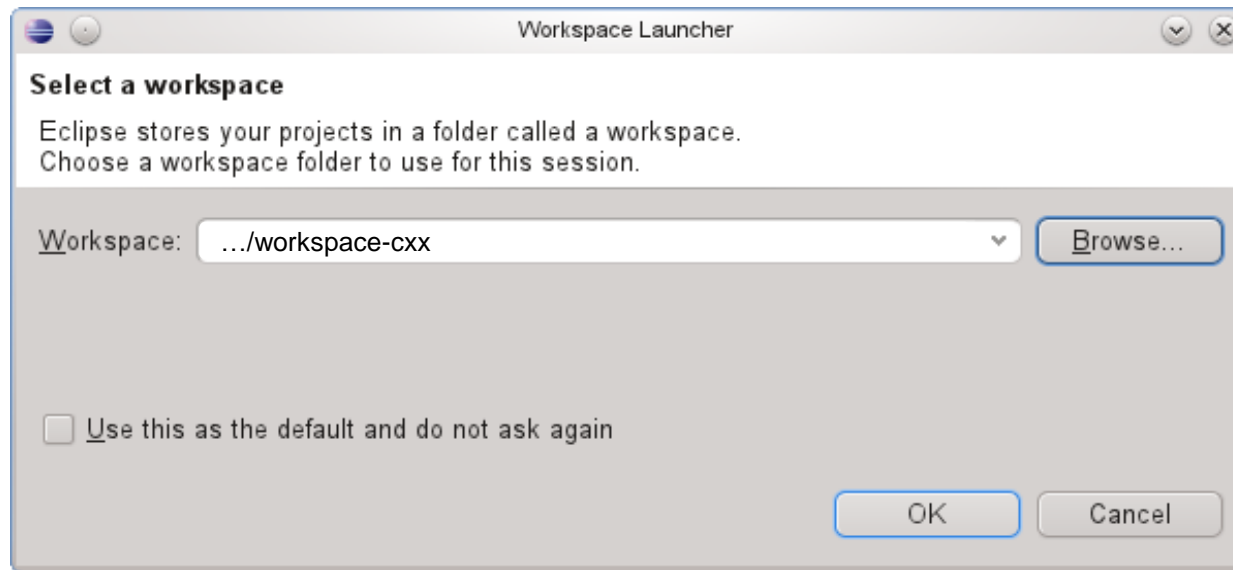 Workspace Launcher
Select a workspace
Eclipse stores your projects in a folder called a workspace.
Choose a workspace folder to use for this session.
Workspace: …/workspace-cxx Browse...
Use this as the default and do not ask again
OK Cancel